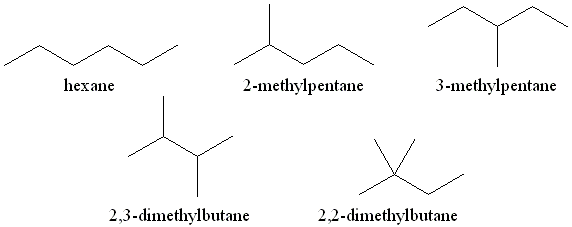 hexane
2-methylpentane
3-methylpentane
2,3-dimethylbutane
2,2-dimethylbutane